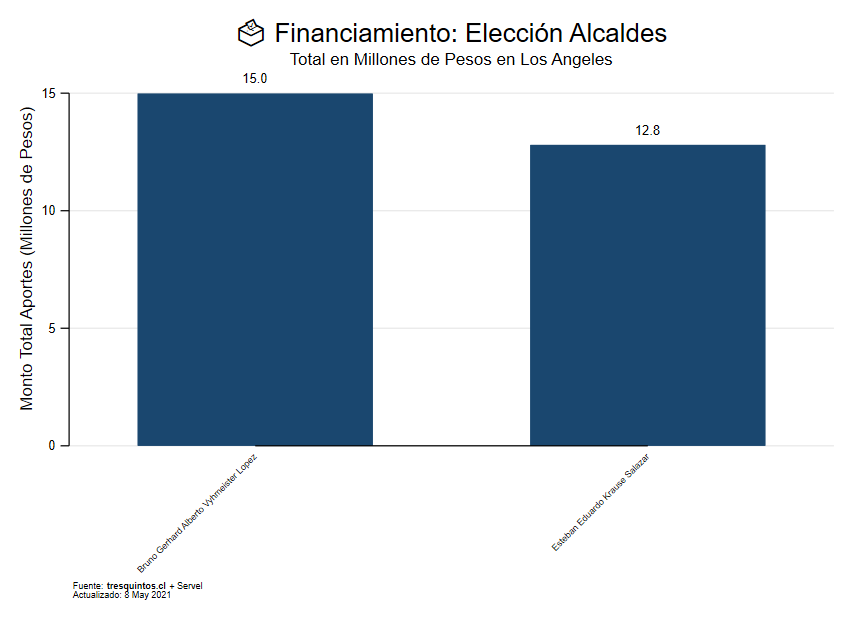 Financiamiento: Elección Alcaldes
Total en Millones de Pesos en Los Angeles
Monto Total Aportes (Millones de Pesos)
15
10
5
0
15.0
12.8
Bruno Gerhard Alberto Vyhmeister Lopez
Esteban Eduardo Krause Salazar
Fuente: tresquintos.cl + Servel
Actualizado: 8 May 2021